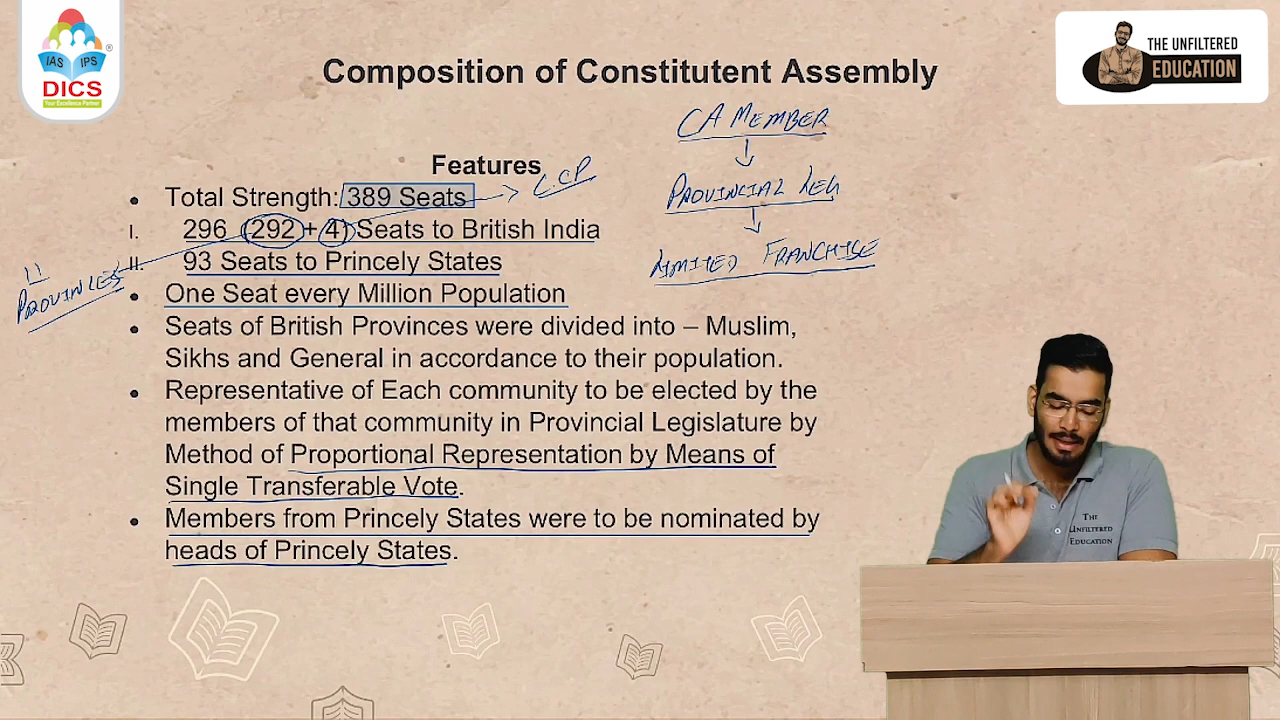 IAS IPS
DICS
Your Excellence Partner
THE UNFILTERED
EDUCATION
Composition of Constitutent Assembly
CA MEMBER
PROVINCIAL LEG
LIMITED FRANCHISE
Features
• Total Strength: 389 Seats
C.C.P.
I. 296 (292 + 4) Seats to British India
II. 93 Seats to Princely States
11
PROVINCES
• One Seat every Million Population
• Seats of British Provinces were divided into – Muslim,
Sikhs and General in accordance to their population.
• Representative of Each community to be elected by the
members of that community in Provincial Legislature by
Method of Proportional Representation by Means of
Single Transferable Vote.
• Members from Princely States were to be nominated by
heads of Princely States.
THE
UNFILTERED
EDUCATION